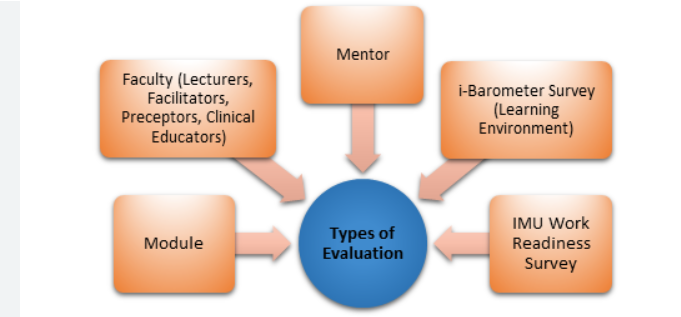 Mentor
Faculty (Lecturers,
Facilitators,
Preceptors, Clinical
Educators)
i-Barometer Survey
(Learning
Environment)
Module
Types of
Evaluation
IMU Work
Readiness
Survey